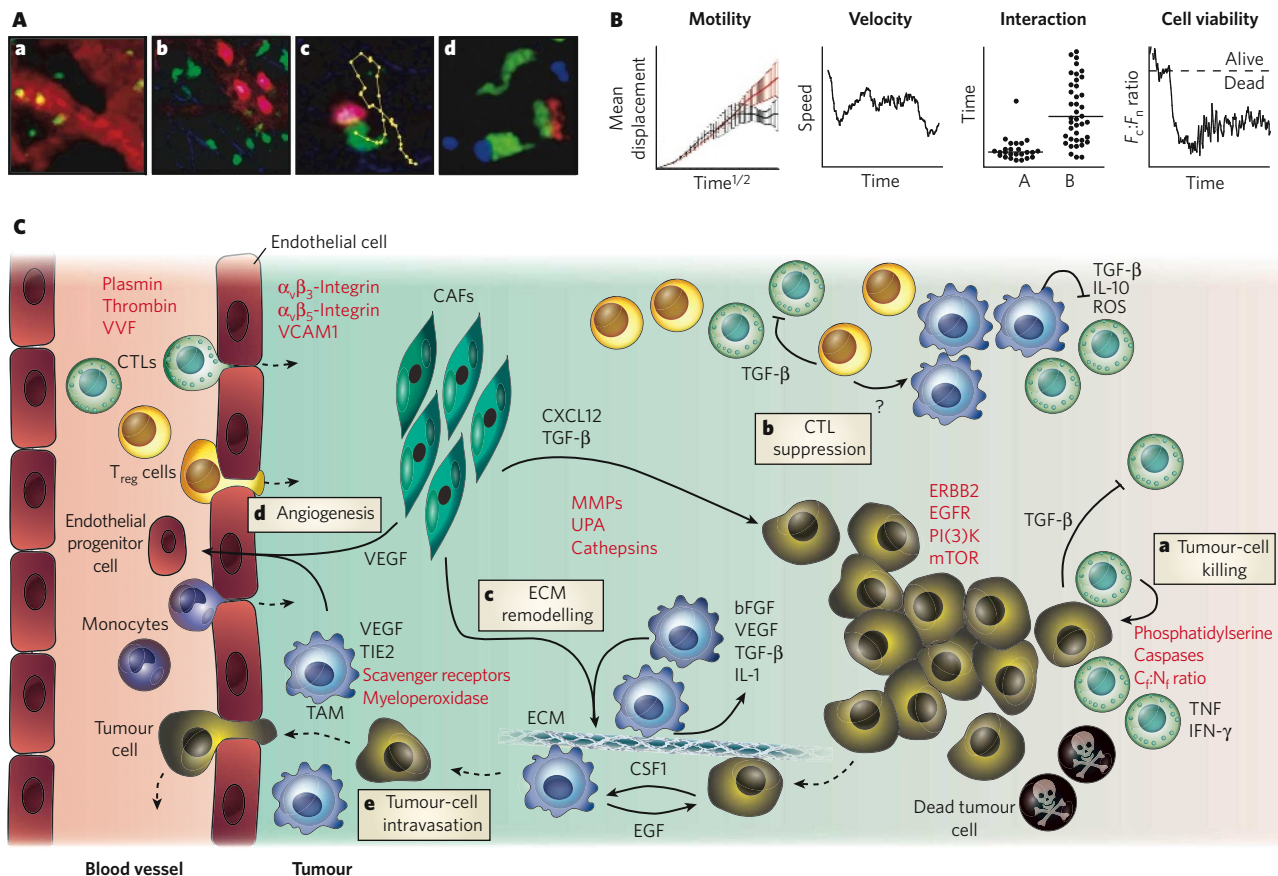 A
a
b
c
d
B
Motility
Mean
displacement
Time1/2
Velocity
Speed
Time
Interaction
Time
A
B
Cell viability
Fc:Fn ratio
Alive
Dead
Time
C
Endothelial cell
Plasmin
Thrombin
VVF
αvβ3-Integrin
αvβ5-Integrin
VCAM1
CTLs
Treg cells
Endothelial
progenitor
cell
Monocytes
Tumour
cell
CAFs
d Angiogenesis
VEGF
CXCL12
TGF-β
MMPs
UPA
Cathepsins
c ECM
remodelling
VEGF
TIE2
Scavenger receptors
Myeloperoxidase
TAM
ECM
bFGF
VEGF
TGF-β
IL-1
CSF1
EGF
e Tumour-cell
intravasation
TGF-β
?
b CTL
suppression
TGF-β
IL-10
ROS
ERBB2
EGFR
PI(3)K
mTOR
TGF-β
a Tumour-cell
killing
Phosphatidylserine
Caspases
Cf:Nf ratio
TNF
IFN-γ
Dead tumour
cell
Blood vessel
Tumour